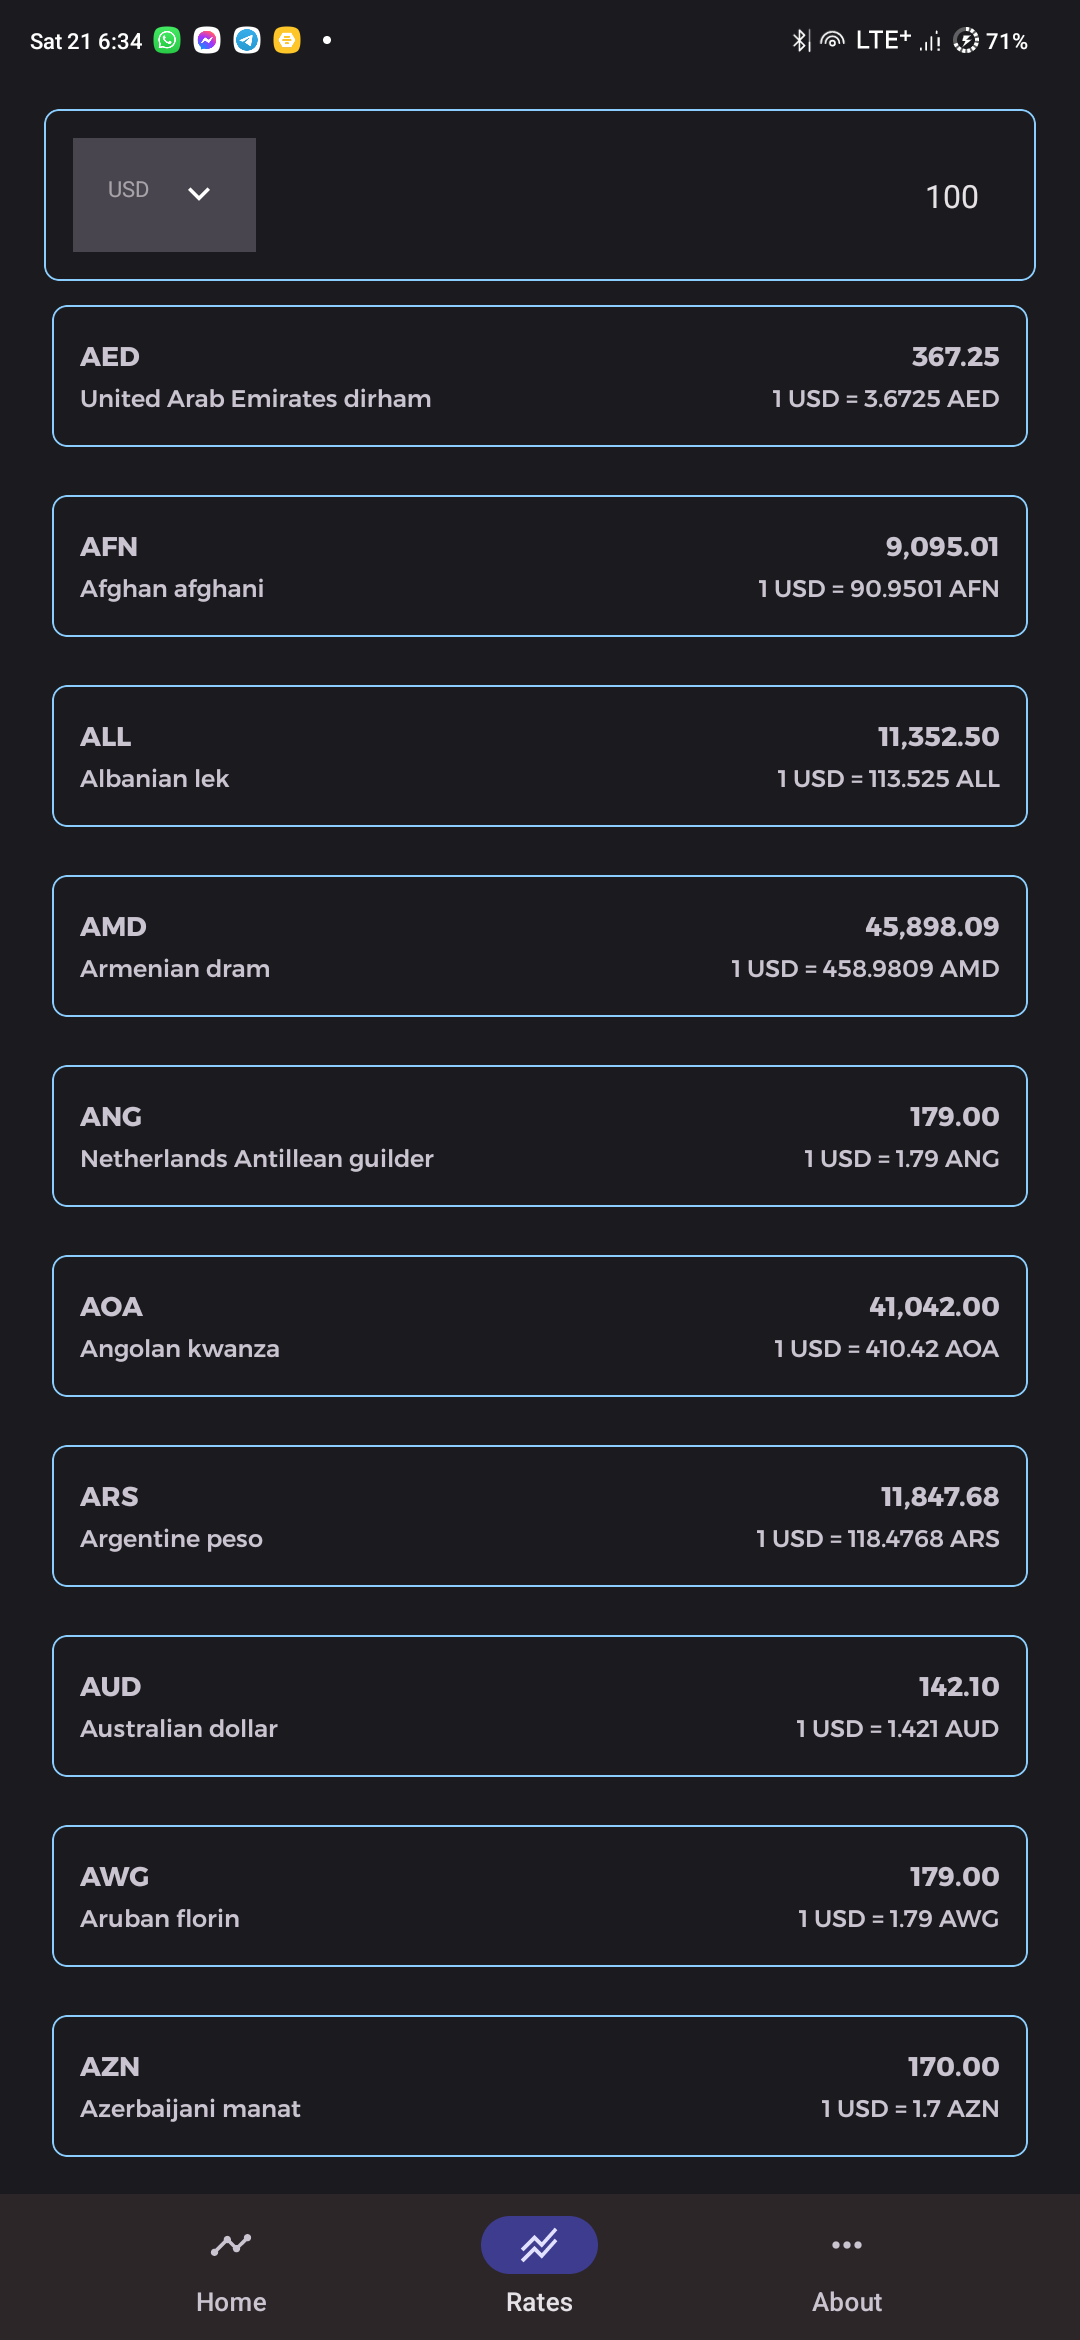 Sat 21 6:34 LTE+ 71%
USD 100
AED 367.25
United Arab Emirates dirham 1 USD = 3.6725 AED
AFN 9,095.01
Afghan afghani 1 USD = 90.9501 AFN
ALL 11,352.50
Albanian lek 1 USD = 113.525 ALL
AMD 45,898.09
Armenian dram 1 USD = 458.9809 AMD
ANG 179.00
Netherlands Antillean guilder 1 USD = 1.79 ANG
AOA 41,042.00
Angolan kwanza 1 USD = 410.42 AOA
ARS 11,847.68
Argentine peso 1 USD = 118.4768 ARS
AUD 142.10
Australian dollar 1 USD = 1.421 AUD
AWG 179.00
Aruban florin 1 USD = 1.79 AWG
AZN 170.00
Azerbaijani manat 1 USD = 1.7 AZN
Home Rates About